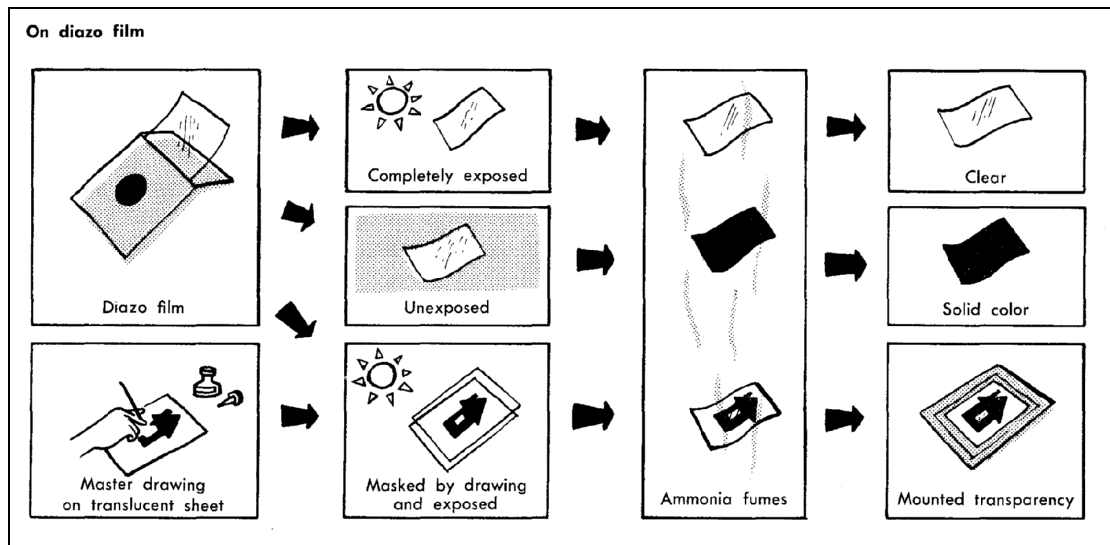 On diazo film
Diazo film
Completely exposed
Clear
Unexposed
Solid color
Master drawing
on translucent sheet
Masked by drawing
and exposed
Ammonia fumes
Mounted transparency